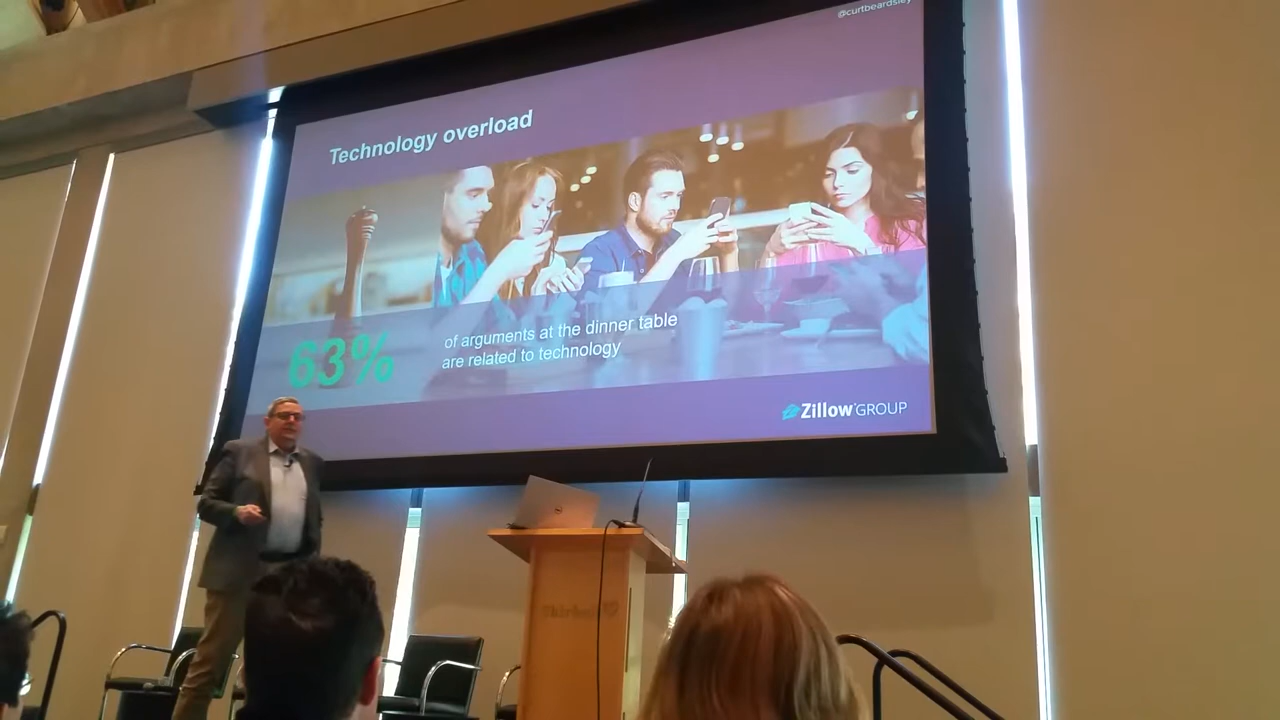 @curtbeardsley
Technology overload
63%
of arguments at the dinner table
are related to technology
Zillow GROUP